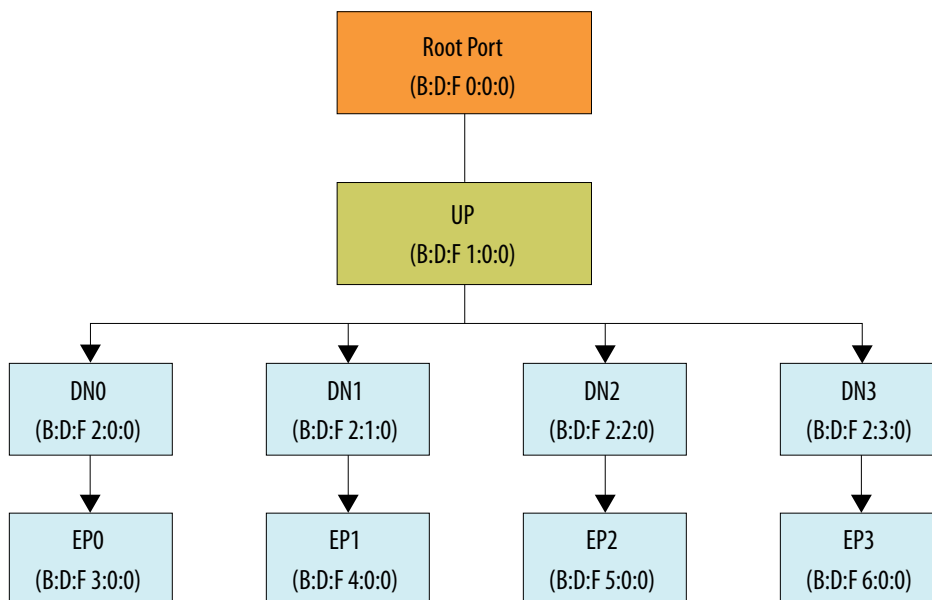 Root Port
(B:D:F 0:0:0)
UP
(B:D:F 1:0:0)
DN0
(B:D:F 2:0:0)
DN1
(B:D:F 2:1:0)
DN2
(B:D:F 2:2:0)
DN3
(B:D:F 2:3:0)
EP0
(B:D:F 3:0:0)
EP1
(B:D:F 4:0:0)
EP2
(B:D:F 5:0:0)
EP3
(B:D:F 6:0:0)